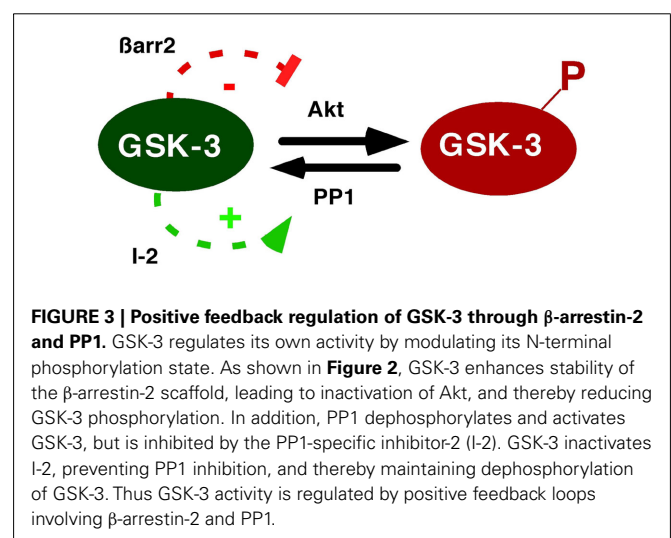 ßarr2
-
Akt
P
GSK-3
GSK-3
PP1
+
I-2
FIGURE 3 | Positive feedback regulation of GSK-3 through β-arrestin-2
and PP1. GSK-3 regulates its own activity by modulating its N-terminal
phosphorylation state. As shown in Figure 2, GSK-3 enhances stability of
the β-arrestin-2 scaffold, leading to inactivation of Akt, and thereby reducing
GSK-3 phosphorylation. In addition, PP1 dephosphorylates and activates
GSK-3, but is inhibited by the PP1-specific inhibitor-2 (I-2). GSK-3 inactivates
I-2, preventing PP1 inhibition, and thereby maintaining dephosphorylation
of GSK-3. Thus GSK-3 activity is regulated by positive feedback loops
involving β-arrestin-2 and PP1.